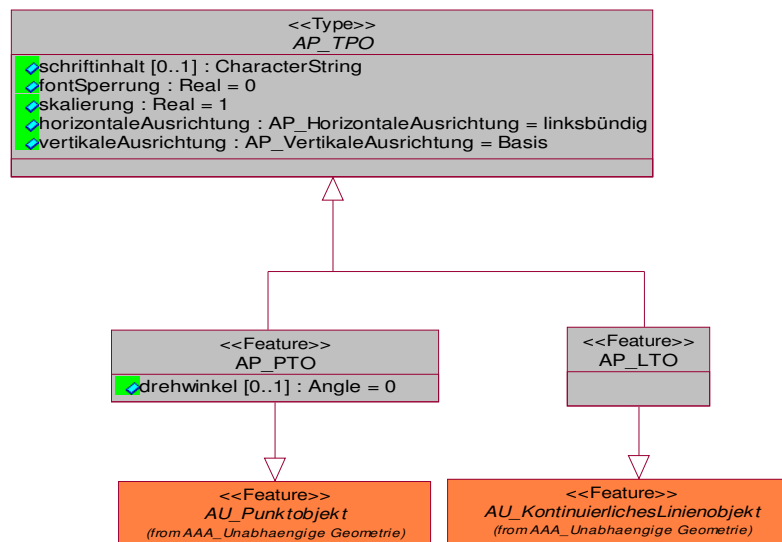 <<Type>>
AP_TPO
schriftinhalt [0..1] : CharacterString
fontSperrung : Real = 0
skalierung : Real = 1
horizontaleAusrichtung : AP_HorizontaleAusrichtung = linksbündig
vertikaleAusrichtung : AP_VertikaleAusrichtung = Basis
<<Feature>>
AP_PTO
drehwinkel [0..1] : Angle = 0
<<Feature>>
AP_LTO
<<Feature>>
AU_Punktobjekt
(from AAA_Unabhaengige Geometrie)
<<Feature>>
AU_KontinuierlichesLinienobjekt
(from AAA_Unabhaengige Geometrie)